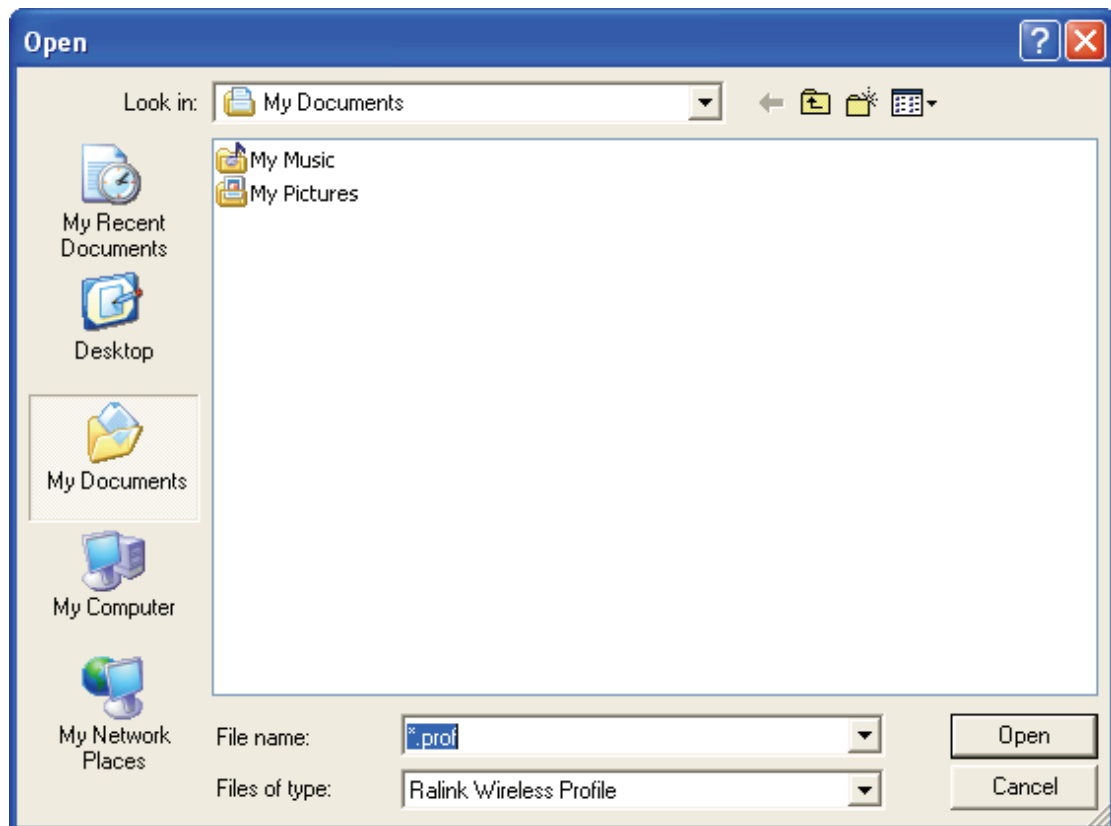 Open
Look in: My Documents
My Music
My Pictures
My Recent
Documents
Desktop
My Documents
My Computer
My Network
Places
File name: *.prof
Open
Files of type: Ralink Wireless Profile
Cancel